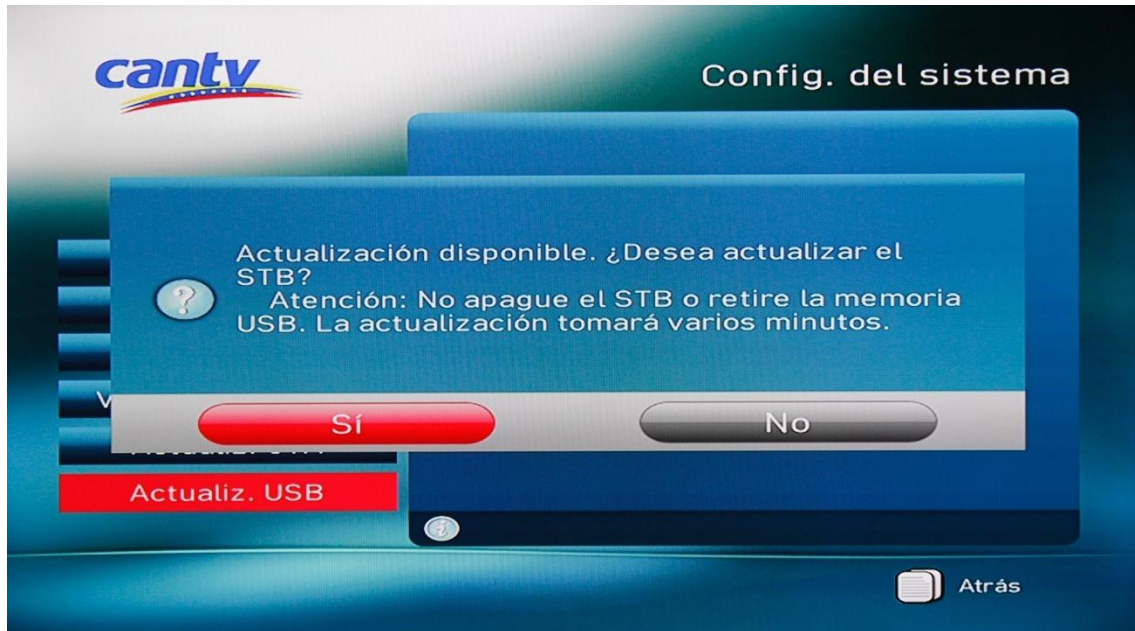 cantv
Config. del sistema
Actualización disponible. ¿Desea actualizar el
STB?
Atención: No apague el STB o retire la memoria
USB. La actualización tomará varios minutos.
Sí
No
Actualiz. USB
Atrás